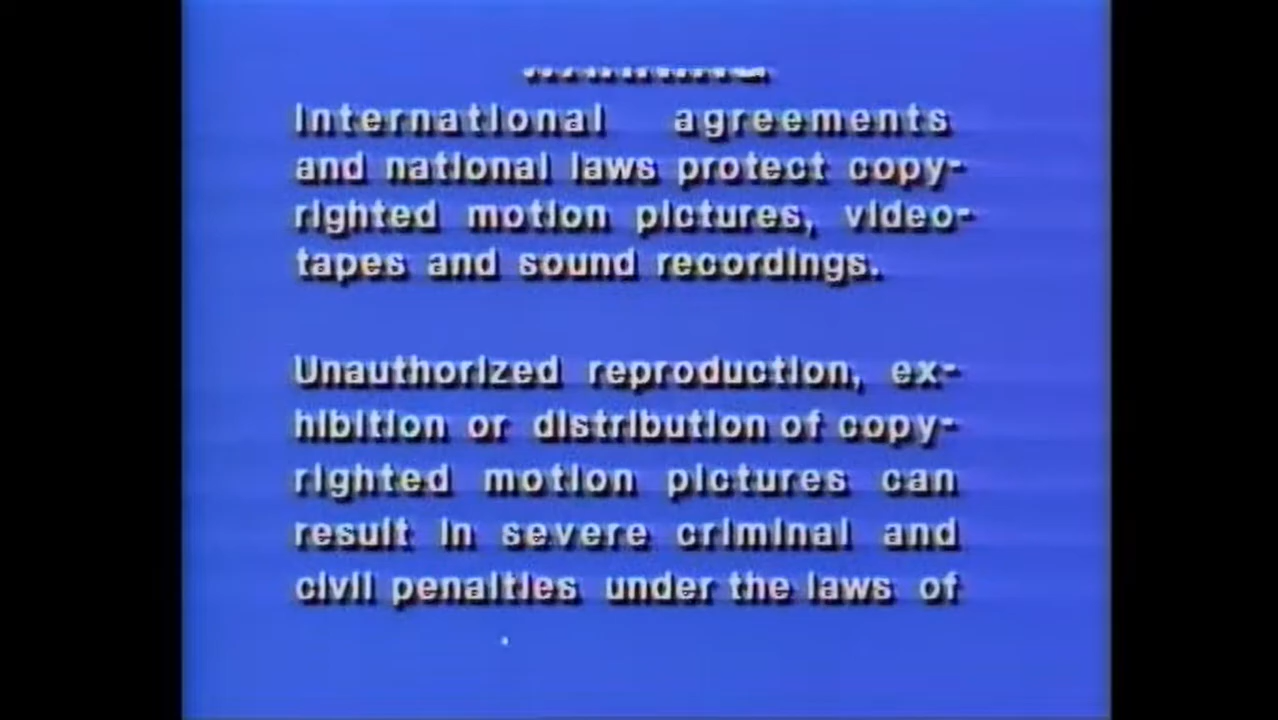 International agreements
and national laws protect copy-
righted motion pictures, video-
tapes and sound recordings.
Unauthorized reproduction, ex-
hibition or distribution of copy-
righted motion pictures can
result in severe criminal and
civil penalties under the laws of